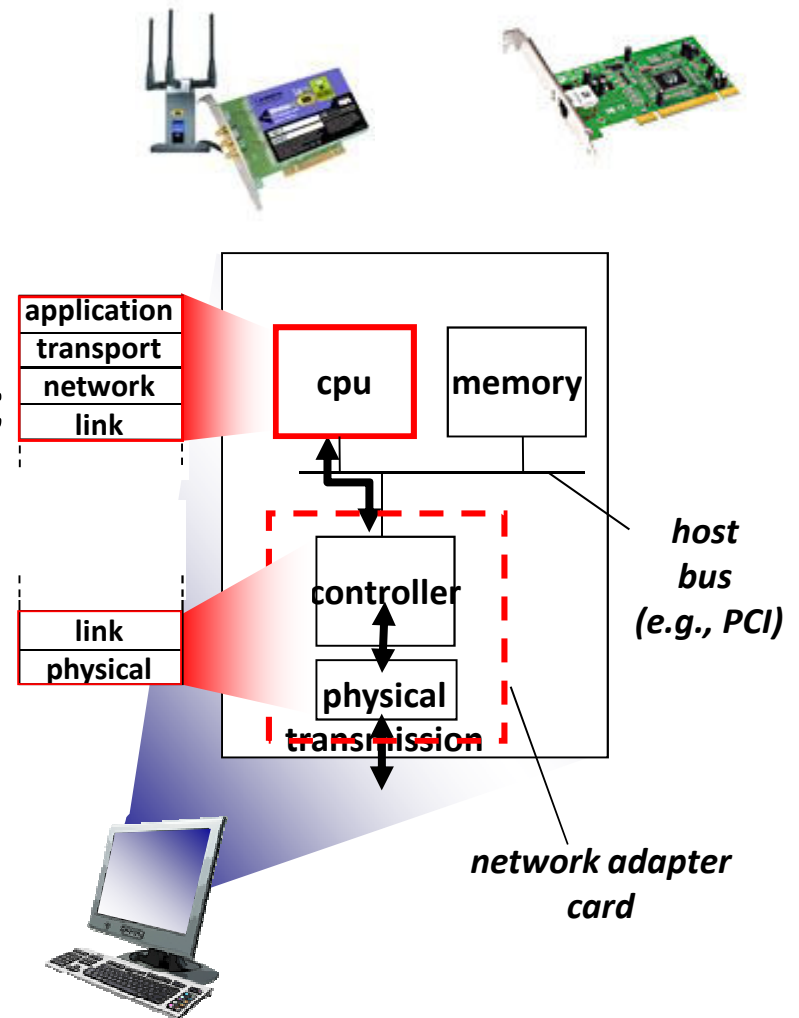 application
transport
network
link
cpu
memory
host
bus
(e.g., PCI)
controller
link
physical
physical
transmission
network adapter
card